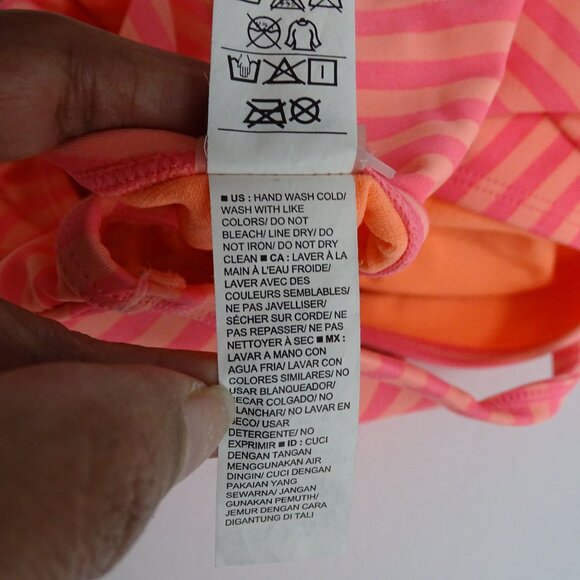 ■ US : HAND WASH COLD/
WASH WITH LIKE
COLORS/ DO NOT
BLEACH/ LINE DRY/ DO
NOT IRON/ DO NOT DRY
CLEAN ■ CA : LAVER À LA
MAIN À L'EAU FROIDE/
LAVER AVEC DES
COULEURS SEMBLABLES/
NE PAS JAVELLISER/
SÉCHER SUR CORDE/ NE
PAS REPASSER/ NE PAS
NETTOYER À SEC ■ MX :
LAVAR A MANO CON
AGUA FRIA/ LAVAR CON
COLORES SIMILARES/ NO
USAR BLANQUEADOR/
SECAR COLGADO/ NO
PLANCHAR/ NO LAVAR EN
SECO/ USAR
DETERGENTE/ NO
EXPRIMIR ■ ID : CUCI
DENGAN TANGAN
MENGGUNAKAN AIR
DINGIN/ CUCI DENGAN
PAKAIAN YANG
SEWARNA/ JANGAN
GUNAKAN PEMUTIH/
JEMUR DENGAN CARA
DIGANTUNG DI TALI